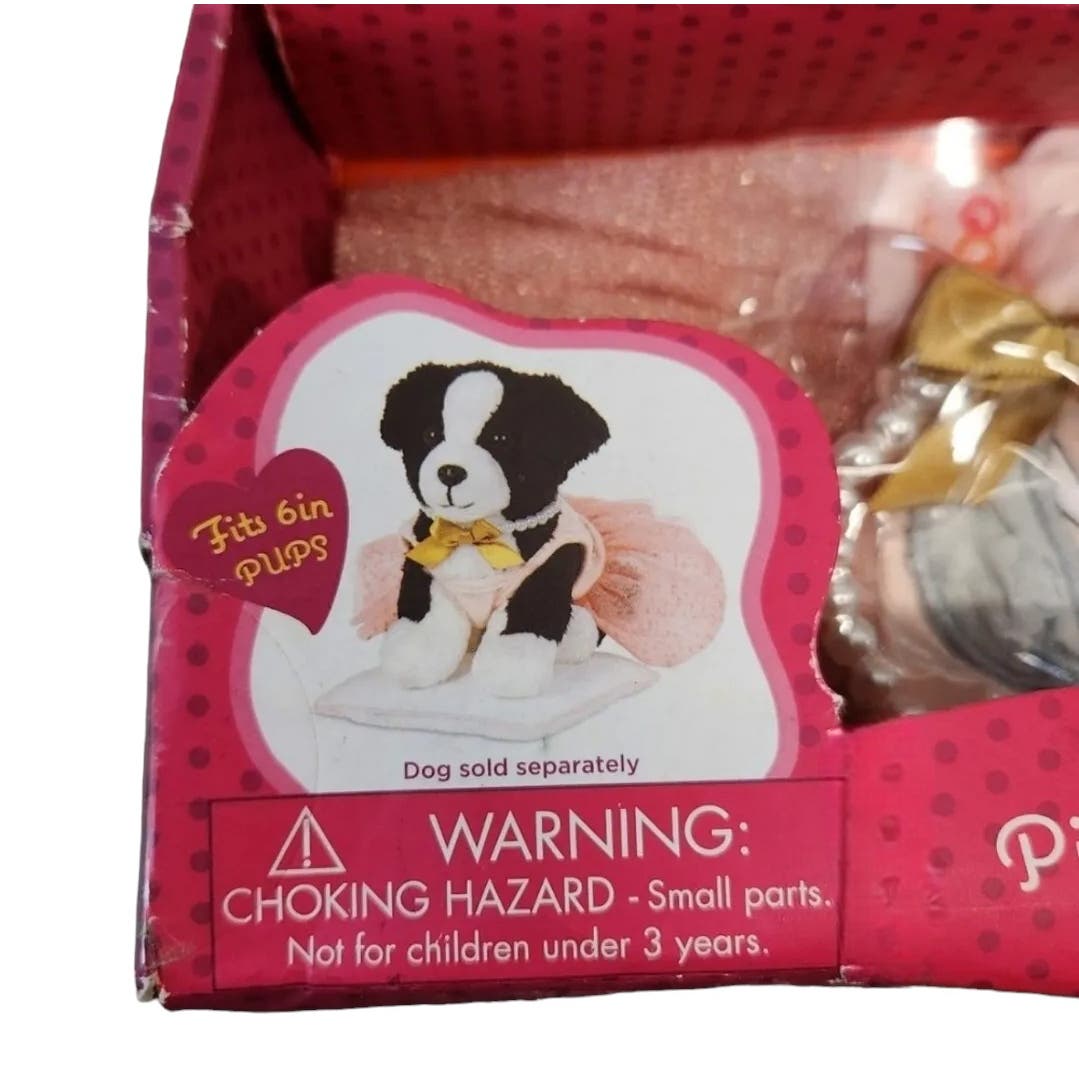 Fits 6in
PUPS
Dog sold separately
WARNING:
CHOKING HAZARD - Small parts.
Not for children under 3 years.